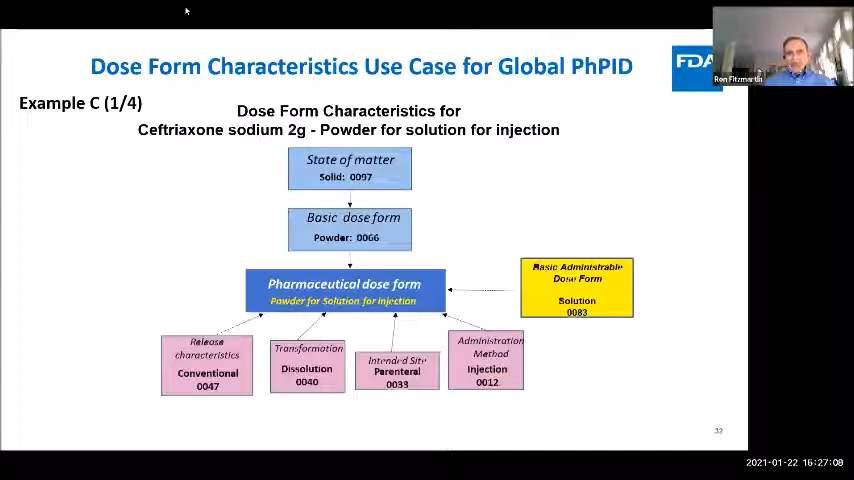 Dose Form Characteristics Use Case for Global PhPID
FDA
Ron Fitzmartin
Example C (1/4)
Dose Form Characteristics for
Ceftriaxone sodium 2g - Powder for solution for injection
State of matter
Solid: 0097
Basic dose form
Powder: 0066
Pharmaceutical dose form
Powder for Solution for injection
Basic Administrable
Dose Form
Solution
0083
Release
characteristics
Conventional
0047
Transformation
Dissolution
0040
Intended Site
Parenteral
0033
Administration
Method
Injection
0012
32
2021-01-22 16:27:08